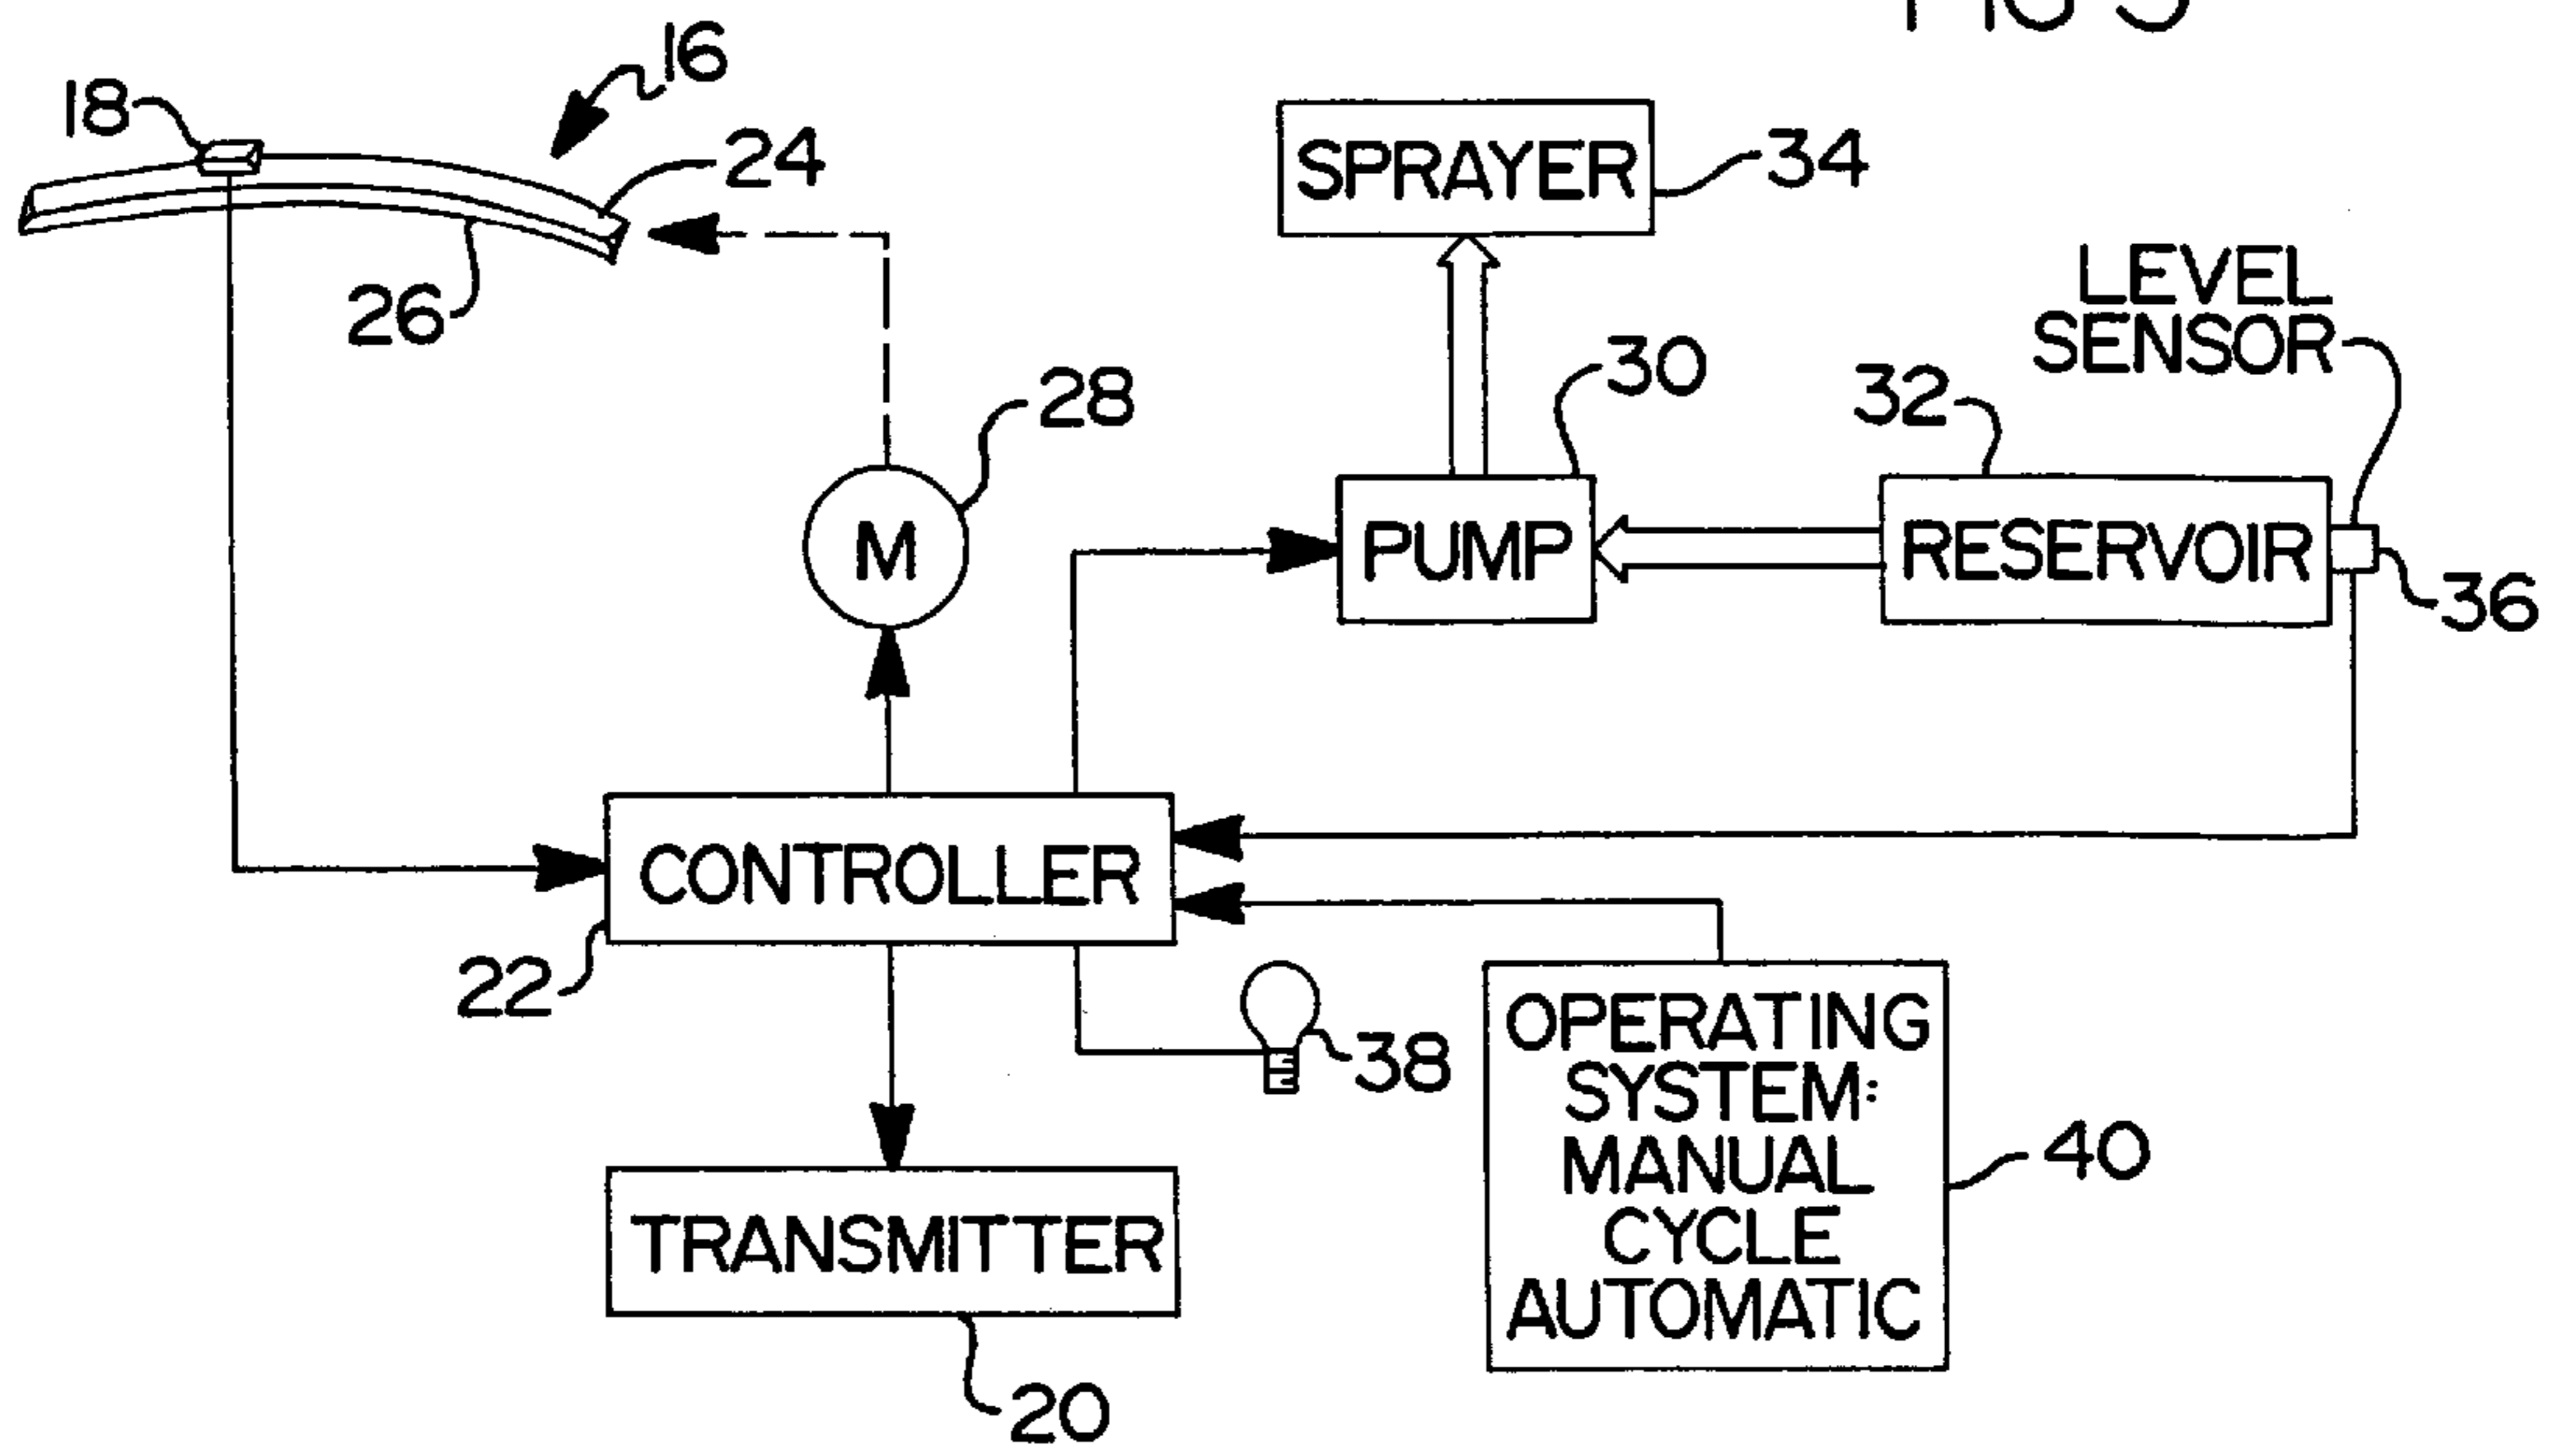 16
18
24
SPRAYER
34
LEVEL
SENSOR
26
28
30
32
M
PUMP
RESERVOIR
36
CONTROLLER
22
38
OPERATING
SYSTEM:
MANUAL
CYCLE
AUTOMATIC
40
TRANSMITTER
20